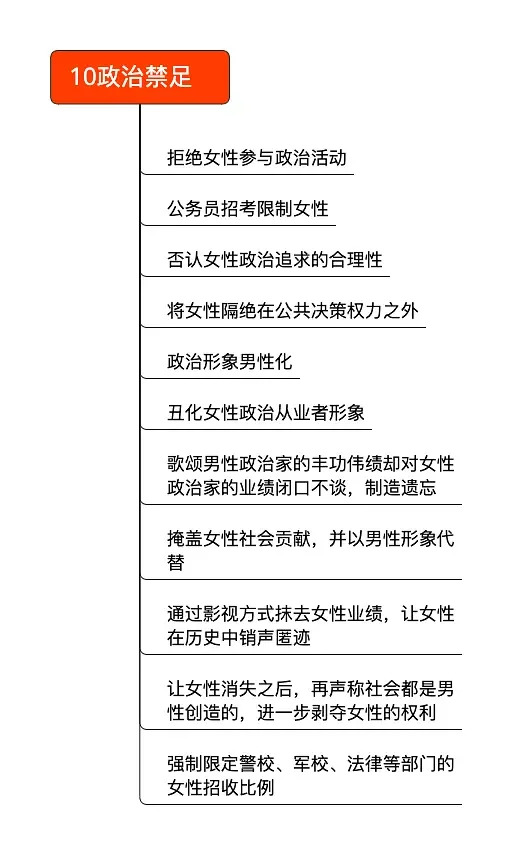 10政治禁足
拒绝女性参与政治活动
公务员招考限制女性
否认女性政治追求的合理性
将女性隔绝在公共决策权力之外
政治形象男性化
丑化女性政治从业者形象
歌颂男性政治家的丰功伟绩却对女性
政治家的业绩闭口不谈，制造遗忘
掩盖女性社会贡献，并以男性形象代
替
通过影视方式抹去女性业绩，让女性
在历史中销声匿迹
让女性消失之后，再声称社会都是男
性创造的，进一步剥夺女性的权利
强制限定警校、军校、法律等部门的
女性招收比例